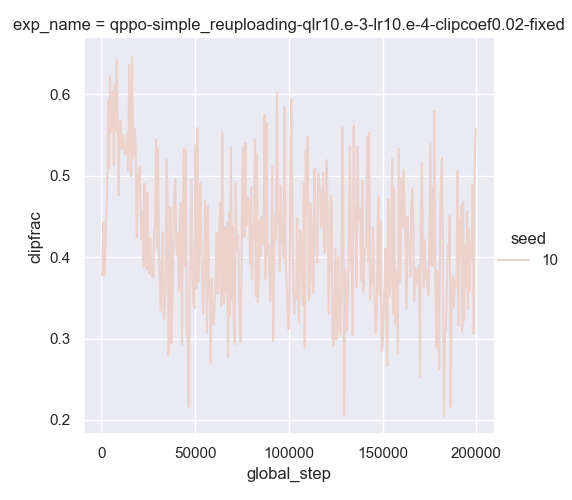 exp_name = qppo-simple_reuploading-qlr10.e-3-lr10.e-4-clipcoef0.02-fixed
0.6
0.5
0.4
0.3
0.2
clipfrac
0
50000
100000
150000
200000
global_step
seed
10